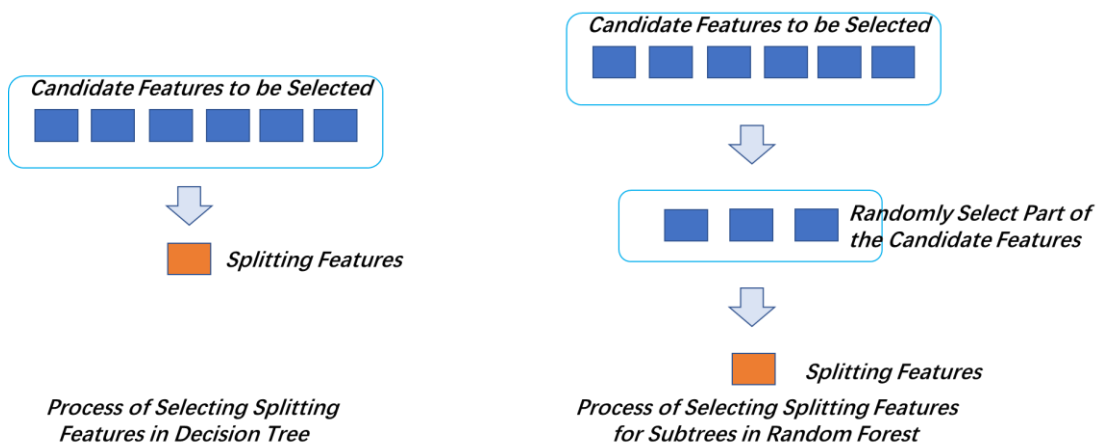 Candidate Features to be Selected
Splitting Features
Process of Selecting Splitting
Features in Decision Tree
Candidate Features to be Selected
Randomly Select Part of
the Candidate Features
Splitting Features
Process of Selecting Splitting Features
for Subtrees in Random Forest